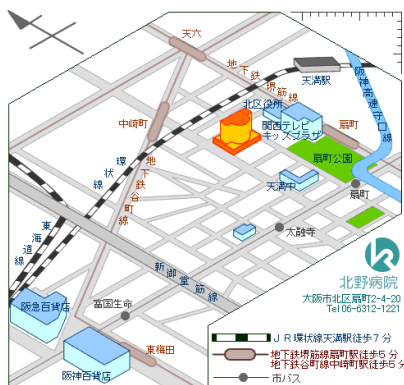 天六
地下鉄
堺筋線
天満駅
阪神高速守口線
北区役所
中崎町
関西テレビ
キッズプラザ
扇町
扇町公園
環状線
地下鉄谷町線
天満中
扇町
東海道線
太融寺
新御堂筋線
北野病院
大阪市北区扇町2-4-20
Tel 06-6312-1221
富国生命
阪急百貨店
東梅田
阪神百貨店
ＪＲ環状線天満駅徒歩７分
地下鉄堺筋線扇町駅徒歩５分
地下鉄谷町線中崎町駅徒歩５分
市バス